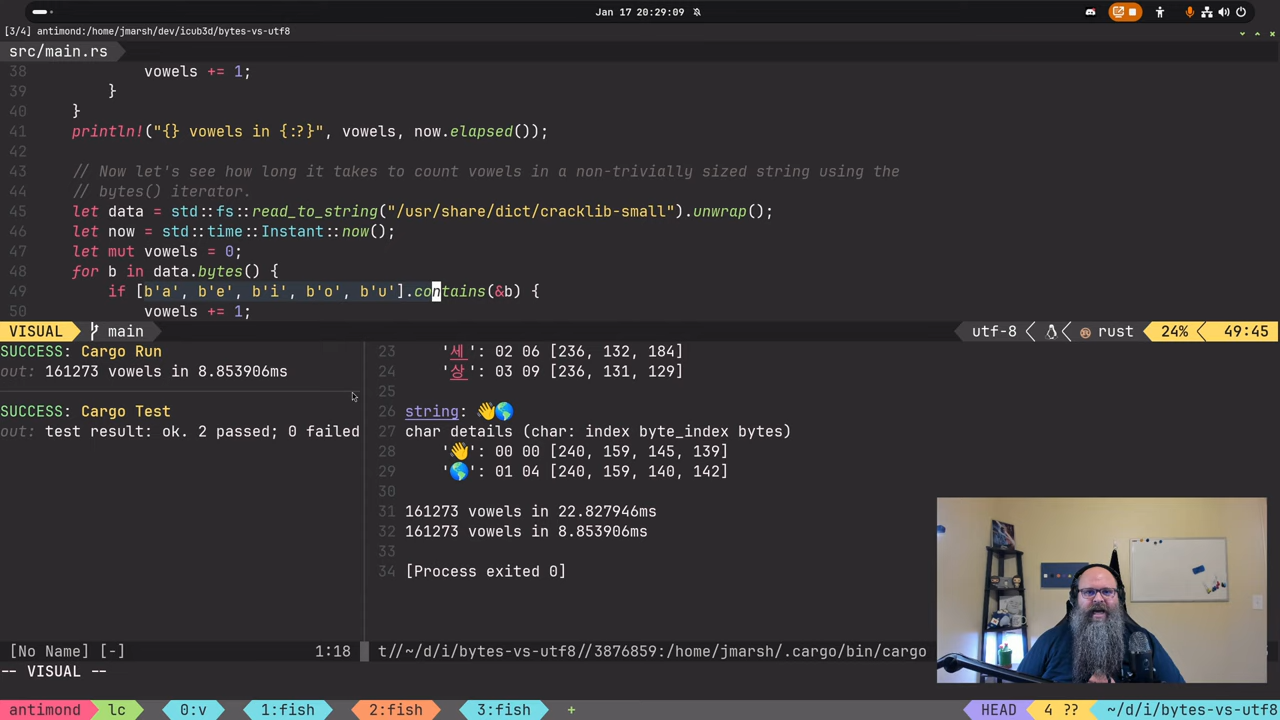 Jan 17 20:29:09
[3/4] antimond:/home/jmarsh/dev/icub3d/bytes-vs-utf8
src/main.rs
38 vowels += 1;
39 }
40 }
41 println!("{} vowels in {:?}", vowels, now.elapsed());
42
43 // Now let's see how long it takes to count vowels in a non-trivially sized string using the
44 // bytes() iterator.
45 let data = std::fs::read_to_string("/usr/share/dict/cracklib-small").unwrap();
46 let now = std::time::Instant::now();
47 let mut vowels = 0;
48 for b in data.bytes() {
49 if [b'a', b'e', b'i', b'o', b'u'].contains(&b) {
50 vowels += 1;
VISUAL main utf-8 rust 24% 49:45
SUCCESS: Cargo Run
out: 161273 vowels in 8.853906ms
SUCCESS: Cargo Test
out: test result: ok. 2 passed; 0 failed
23 '세': 02 06 [236, 132, 184]
24 '상': 03 09 [236, 131, 129]
25
26 string: 👋🌎
27 char details (char: index byte_index bytes)
28 '👋': 00 00 [240, 159, 145, 139]
29 '🌎': 01 04 [240, 159, 140, 142]
30
31 161273 vowels in 22.827946ms
32 161273 vowels in 8.853906ms
33
34 [Process exited 0]
[No Name] [-] 1:18 t//~/d/i/bytes-vs-utf8//3876859:/home/jmarsh/.cargo/bin/cargo
-- VISUAL --
antimond lc 0:v 1:fish 2:fish 3:fish + HEAD 4 ?? ~/d/i/bytes-vs-utf8